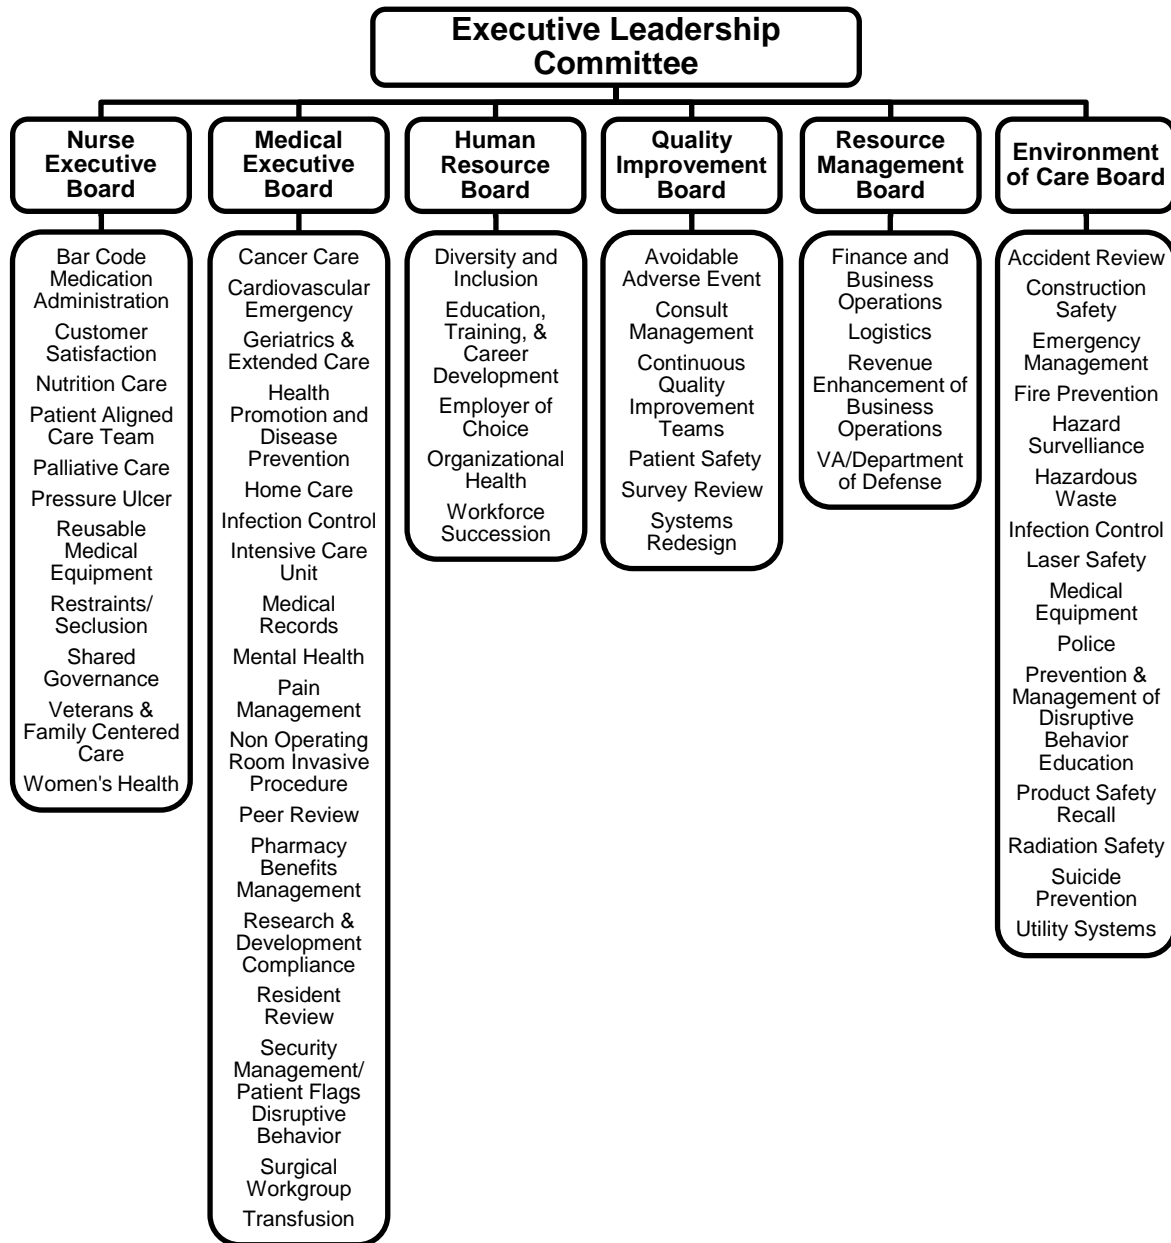 Executive Leadership
Committee
Nurse
Executive
Board
Medical
Executive
Board
Human
Resource
Board
Quality
Improvement
Board
Resource
Management
Board
Environment
of Care Board
Bar Code
Medication
Administration
Customer
Satisfaction
Nutrition Care
Patient Aligned
Care Team
Palliative Care
Pressure Ulcer
Reusable
Medical
Equipment
Restraints/
Seclusion
Shared
Governance
Veterans &
Family Centered
Care
Women's Health
Cancer Care
Cardiovascular
Emergency
Geriatrics &
Extended Care
Health
Promotion and
Disease
Prevention
Home Care
Infection Control
Intensive Care
Unit
Medical
Records
Mental Health
Pain
Management
Non Operating
Room Invasive
Procedure
Peer Review
Pharmacy
Benefits
Management
Research &
Development
Compliance
Resident
Review
Security
Management/
Patient Flags
Disruptive
Behavior
Surgical
Workgroup
Transfusion
Diversity and
Inclusion
Education,
Training, &
Career
Development
Employer of
Choice
Organizational
Health
Workforce
Succession
Avoidable
Adverse Event
Consult
Management
Continuous
Quality
Improvement
Teams
Patient Safety
Survey Review
Systems
Redesign
Finance and
Business
Operations
Logistics
Revenue
Enhancement of
Business
Operations
VA/Department
of Defense
Accident Review
Construction
Safety
Emergency
Management
Fire Prevention
Hazard
Survelliance
Hazardous
Waste
Infection Control
Laser Safety
Medical
Equipment
Police
Prevention &
Management of
Disruptive
Behavior
Education
Product Safety
Recall
Radiation Safety
Suicide
Prevention
Utility Systems